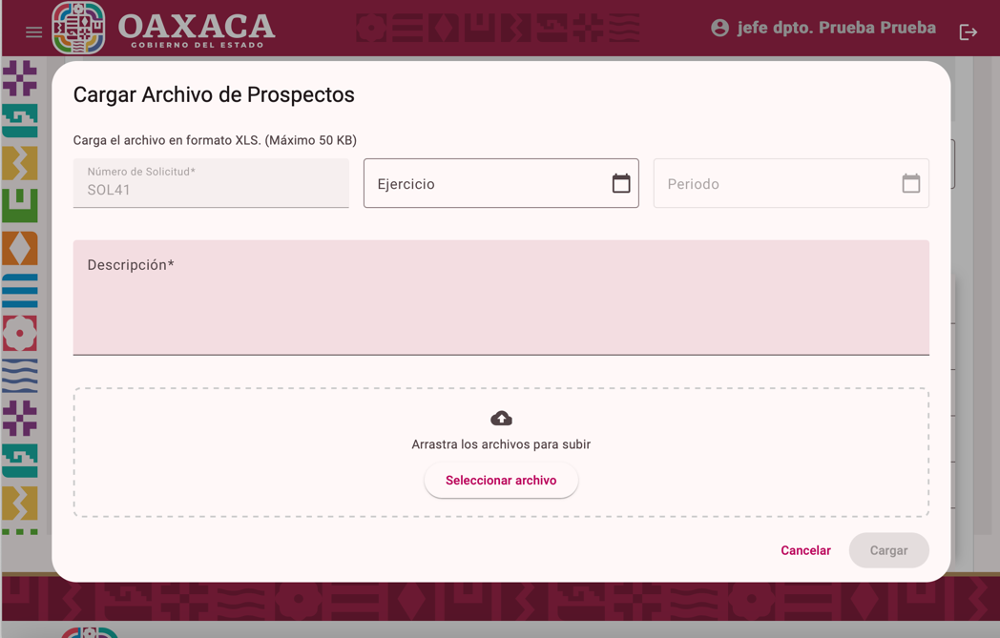 OAXACA
GOBIERNO DEL ESTADO
jefe dpto. Prueba Prueba
Cargar Archivo de Prospectos
Carga el archivo en formato XLS. (Máximo 50 KB)
Número de Solicitud*
SOL41
Ejercicio
Periodo
Descripción*
Arrastra los archivos para subir
Seleccionar archivo
Cancelar
Cargar